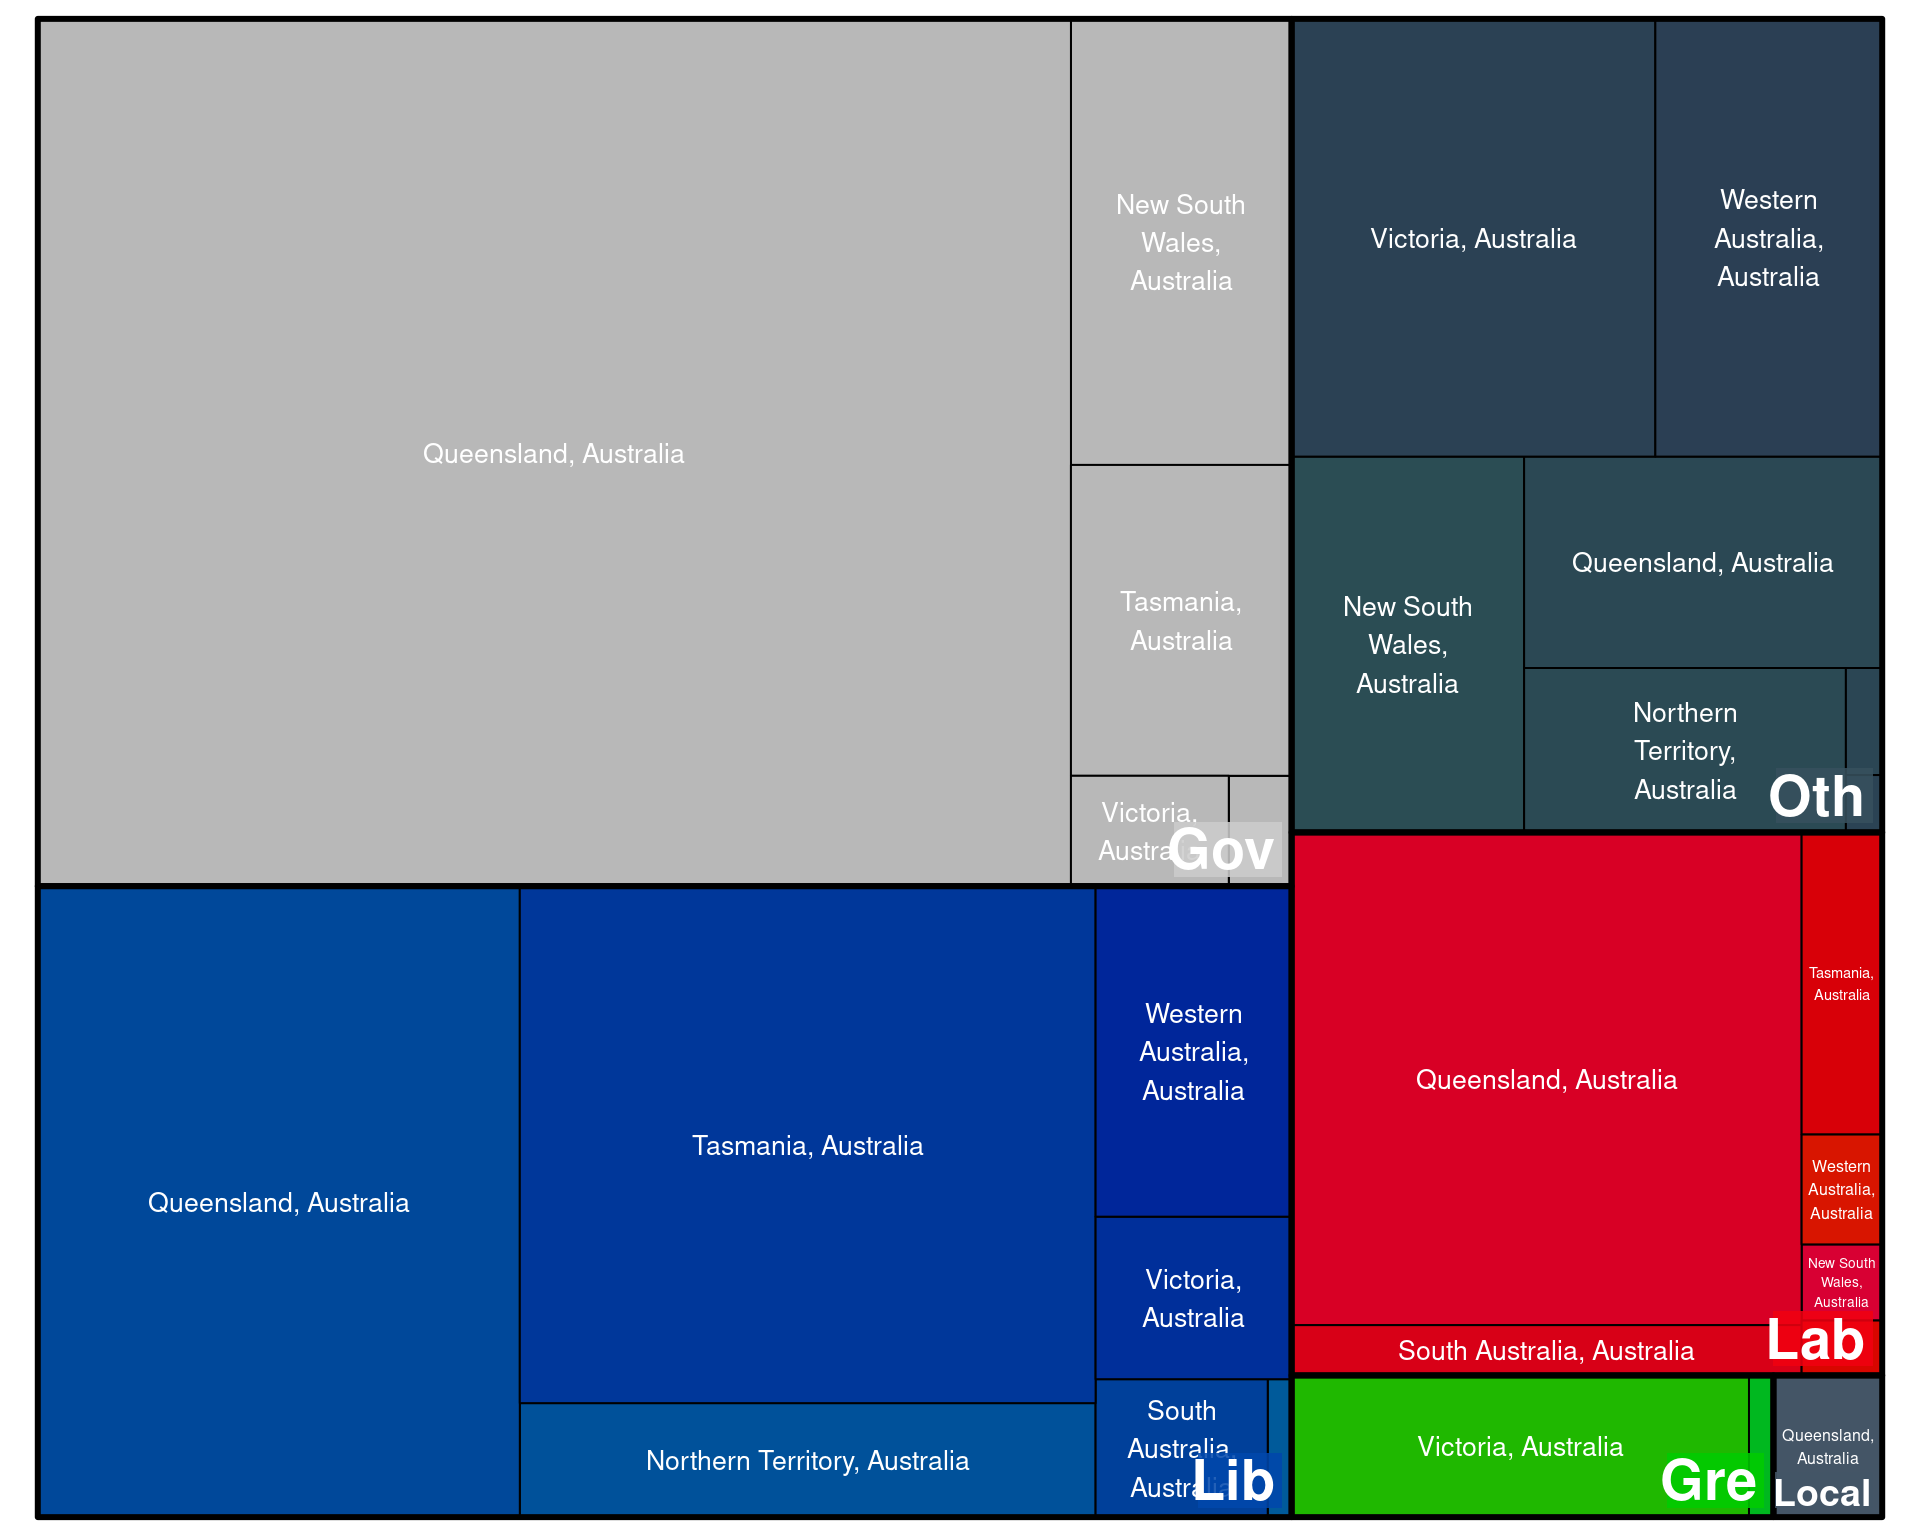 Queensland, Australia
New South
Wales,
Australia
Tasmania,
Australia
Victoria,
Australia
Gov
Victoria, Australia
Western
Australia,
Australia
New South
Wales,
Australia
Queensland, Australia
Northern
Territory,
Australia
Oth
Queensland, Australia
Tasmania, Australia
Northern Territory, Australia
Western
Australia,
Australia
Victoria,
Australia
South
Australia,
Australia
Lib
Queensland, Australia
South Australia, Australia
Tasmania,
Australia
Western
Australia,
Australia
New South
Wales,
Australia
Lab
Victoria, Australia
Gre
Queensland,
Australia
Local